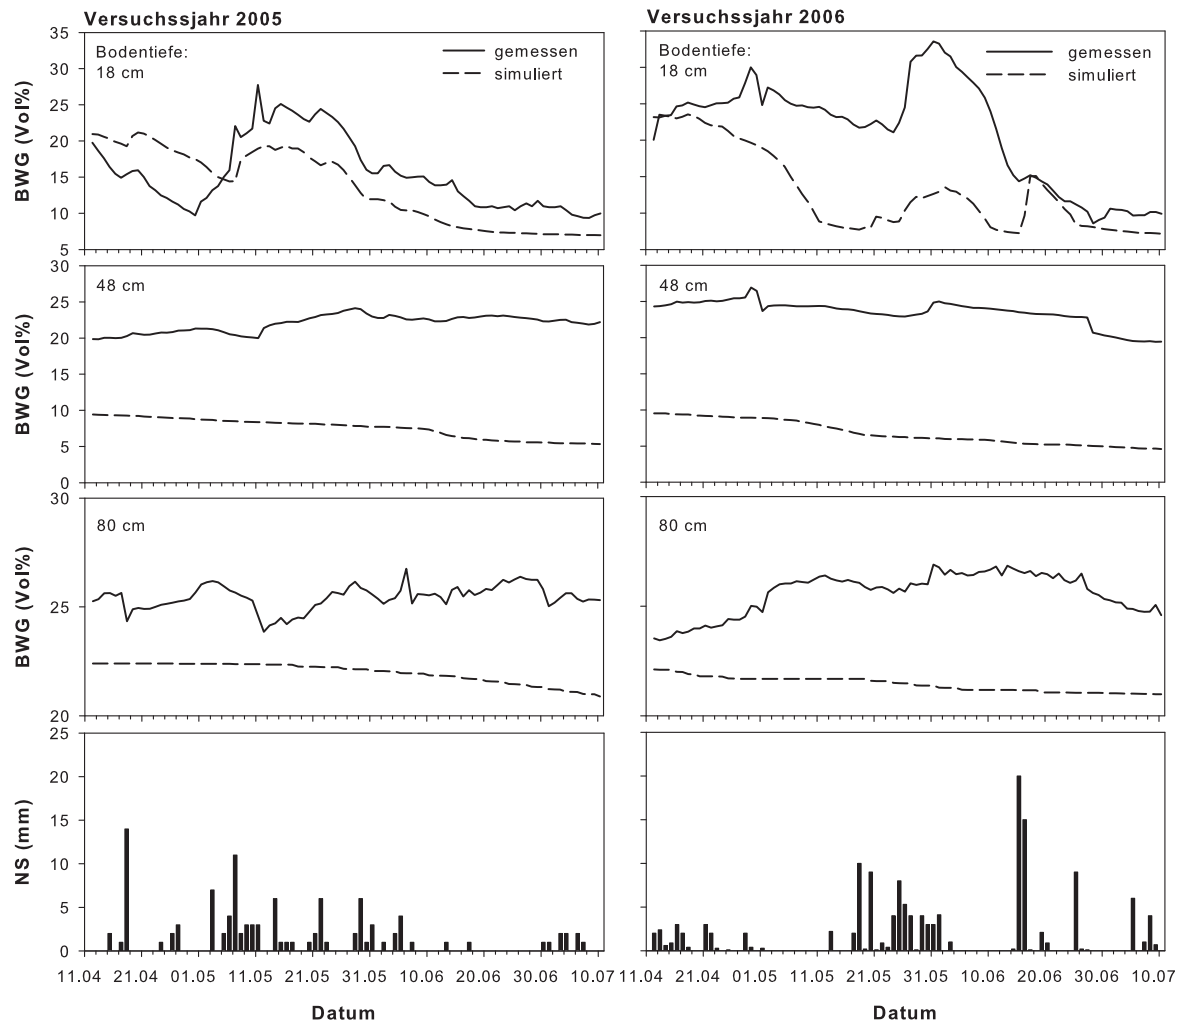 Versuchssjahr 2005
Versuchssjahr 2006
Bodentiefe:
18 cm
gemessen
simuliert
35
30
25
20
15
10
5
BWG (Vol%)
Bodentiefe:
18 cm
gemessen
simuliert
48 cm
30
25
20
15
10
5
0
BWG (Vol%)
48 cm
80 cm
30
25
20
BWG (Vol%)
80 cm
25
20
15
10
5
0
NS (mm)
11.04 21.04 01.05 11.05 21.05 31.05 10.06 20.06 30.06 10.07
11.04 21.04 01.05 11.05 21.05 31.05 10.06 20.06 30.06 10.07
Datum
Datum